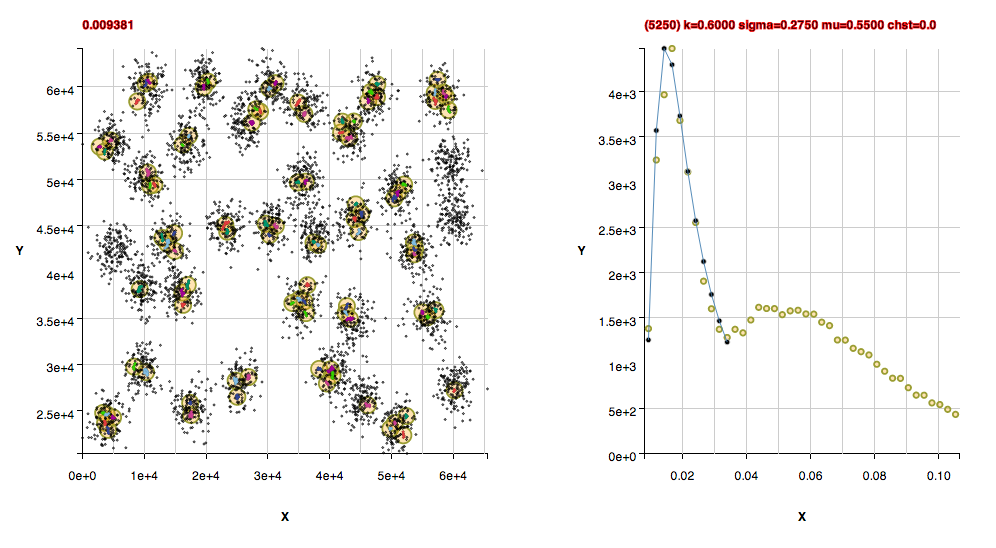 0.009381
(5250) k=0.6000 sigma=0.2750 mu=0.5500 chst=0.0
6e+4
5.5e+4
5e+4
4.5e+4
4e+4
3.5e+4
3e+4
2.5e+4
Y
0e+0 1e+4 2e+4 3e+4 4e+4 5e+4 6e+4
X
4e+3
3.5e+3
3e+3
2.5e+3
2e+3
1.5e+3
1e+3
5e+2
0e+0
Y
0.02 0.04 0.06 0.08 0.10
X